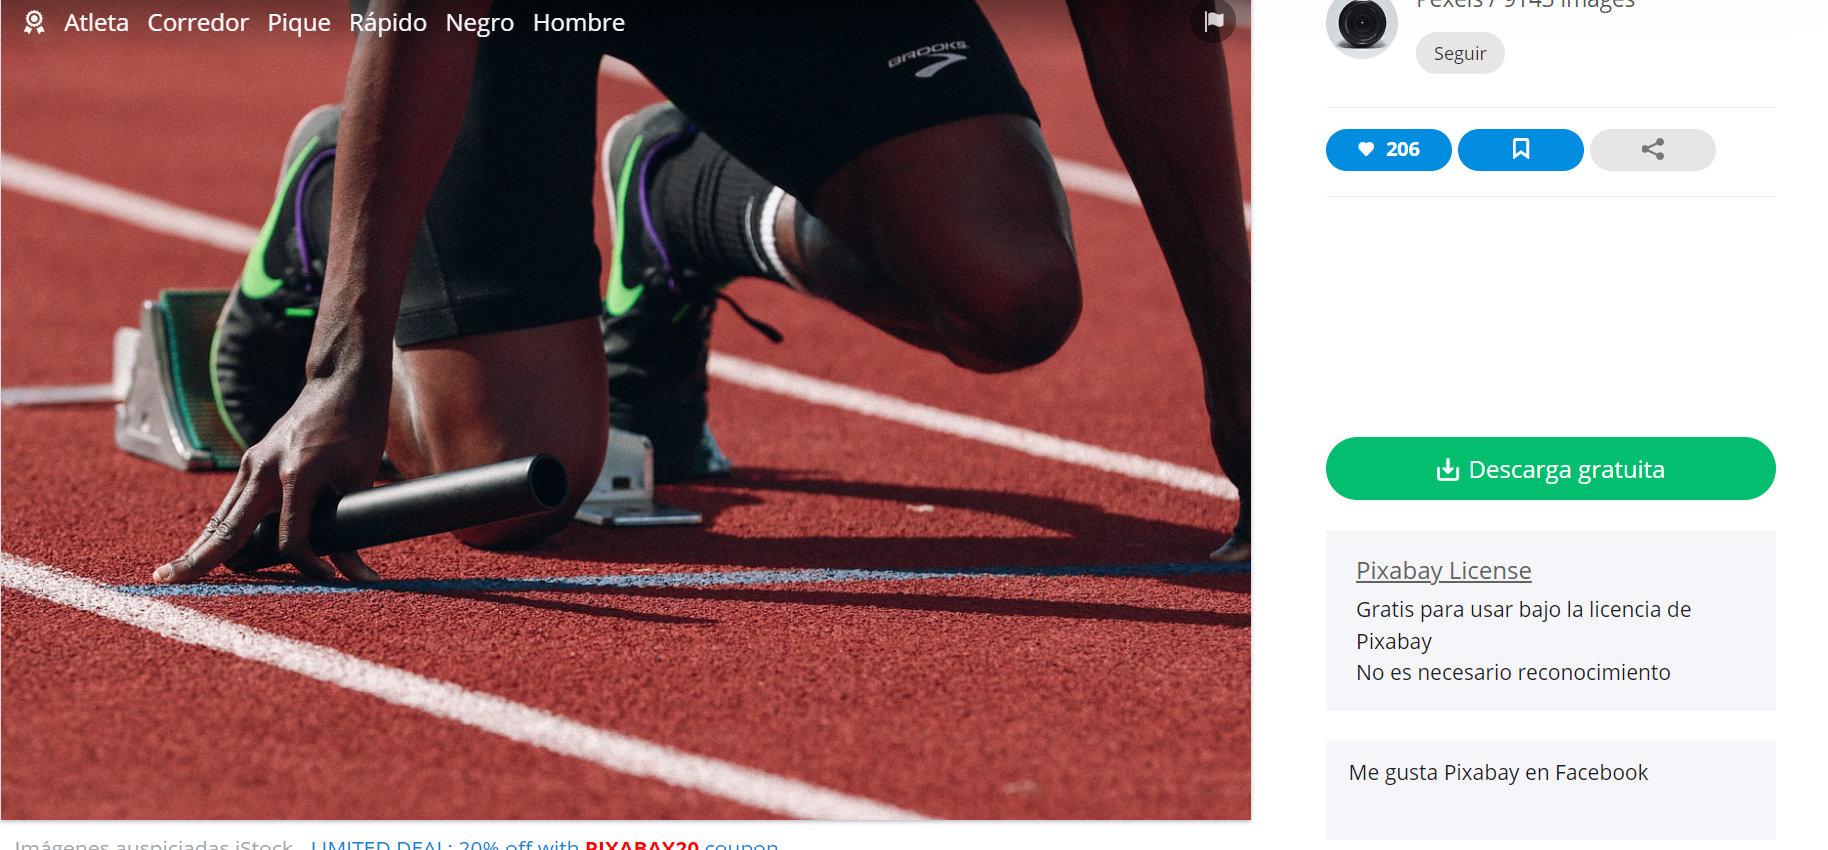 Atleta Corredor Pique Rápido Negro Hombre
BROOKS
Pexels / 9143 images
Seguir
206
Descarga gratuita
Pixabay License
Gratis para usar bajo la licencia de
Pixabay
No es necesario reconocimiento
Me gusta Pixabay en Facebook
Imágenes auspiciadas iStock LIMITED DEAL: 20% off with PIXABAY20 coupon